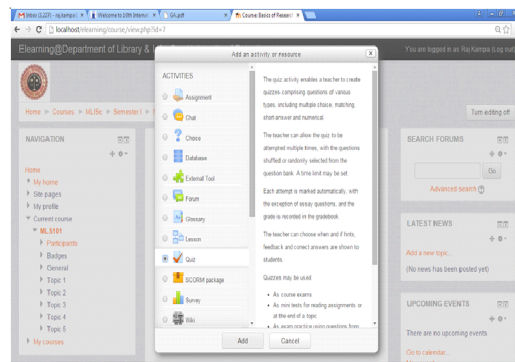 Inbox (1,227) - raj.kampa
Welcome to 10th Internati
GA.pdf
Course: Basics of Research
localhost/elearning/course/view.php?id=7
Elearning@Department of Library &
You are logged in as Raj Kampa (Log out)
Home
Courses
MLISc
Semester I
Turn editing off
NAVIGATION
Home
My home
Site pages
My profile
Current course
ML 5101
Participants
Badges
General
Topic 1
Topic 2
Topic 3
Topic 4
Topic 5
My courses
Add an activity or resource
ACTIVITIES
Assignment
Chat
Choice
Database
External Tool
Forum
Glossary
Lesson
Quiz
SCORM package
Survey
Wiki
The quiz activity enables a teacher to create
quizzes comprising questions of various
types, including multiple choice, matching,
short-answer and numerical.
The teacher can allow the quiz to be
attempted multiple times, with the questions
shuffled or randomly selected from the
question bank. A time limit may be set.
Each attempt is marked automatically, with
the exception of essay questions, and the
grade is recorded in the gradebook.
The teacher can choose when and if hints,
feedback and correct answers are shown to
students.
Quizzes may be used
• As course exams
• As mini tests for reading assignments or
at the end of a topic
• As exam practice using questions from
Add
Cancel
SEARCH FORUMS
Go
Advanced search
LATEST NEWS
Add a new topic...
(No news has been posted yet)
UPCOMING EVENTS
There are no upcoming events
Go to calendar...